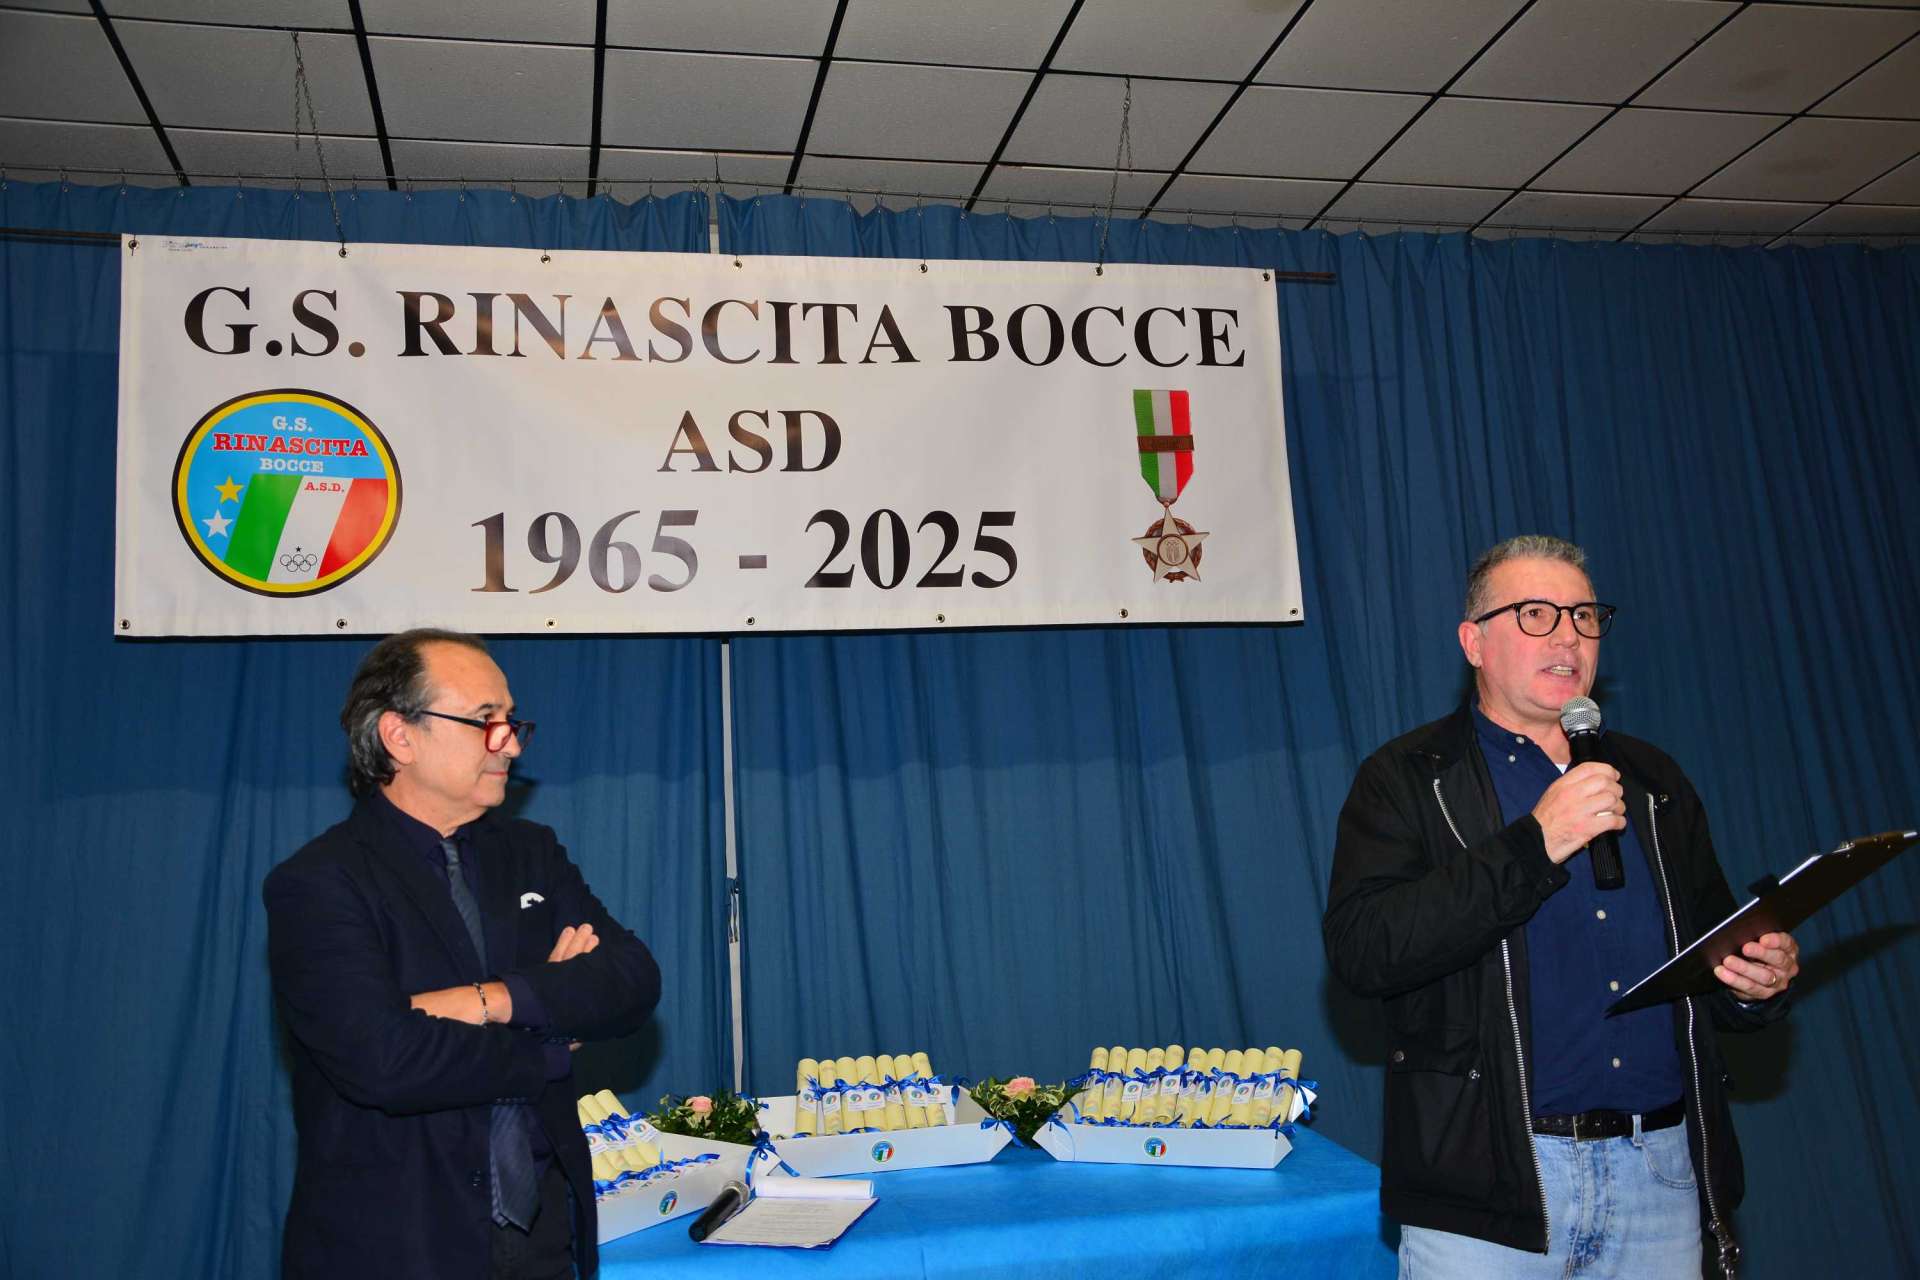 G.S. RINASCITA BOCCE
ASD
1965 - 2025
G.S.
RINASCITA
BOCCE
A.S.D.